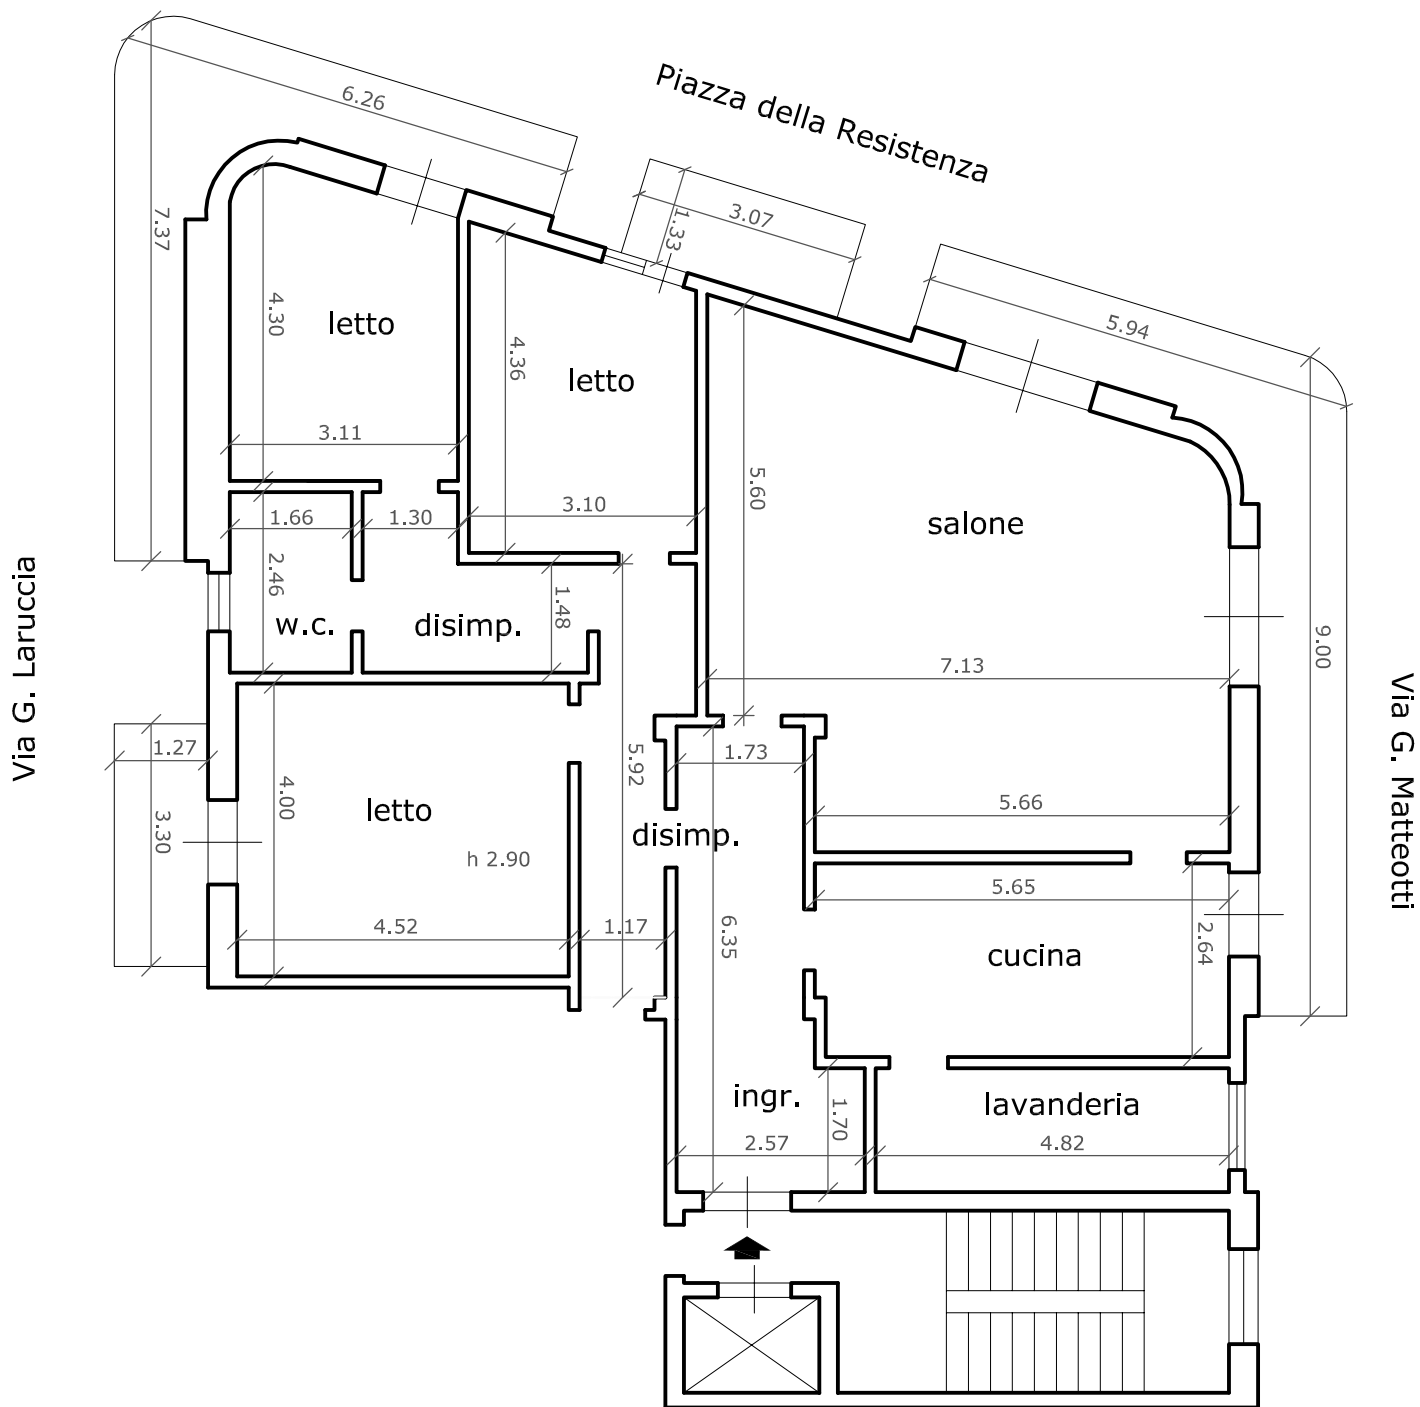 Piazza della Resistenza
6.26
3.07
1.33
7.37
5.94
letto
4.30
4.36
letto
3.11
5.60
salone
3.10
1.66
1.30
2.46
1.48
w.c.
disimp.
9.00
7.13
Via G. Laruccia
Via G. Matteotti
1.27
5.92
1.73
4.00
letto
3.30
5.66
disimp.
h 2.90
5.65
4.52
1.17
6.35
2.64
cucina
ingr.
1.70
lavanderia
2.57
4.82